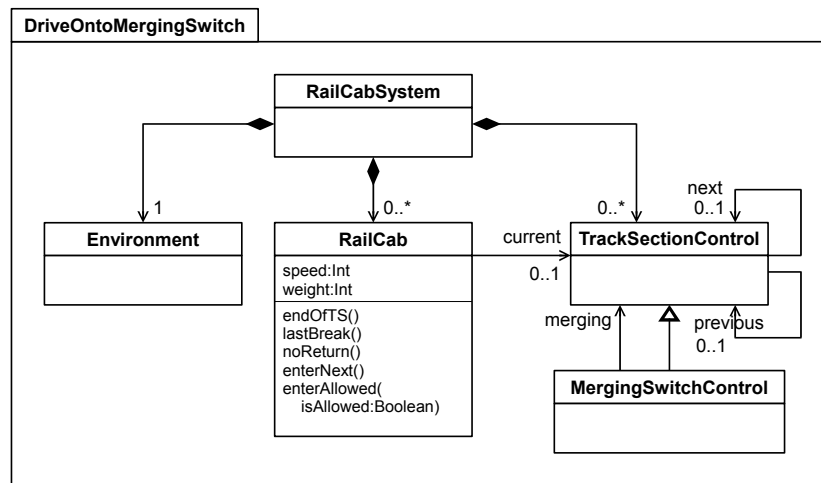 DriveOntoMergingSwitch
RailCabSystem
1
0..*
0..*
next
0..1
Environment
RailCab
current
0..1
TrackSectionControl
speed:Int
weight:Int
endOfTS()
lastBreak()
noReturn()
enterNext()
enterAllowed(
isAllowed:Boolean)
merging
previous
0..1
MergingSwitchControl